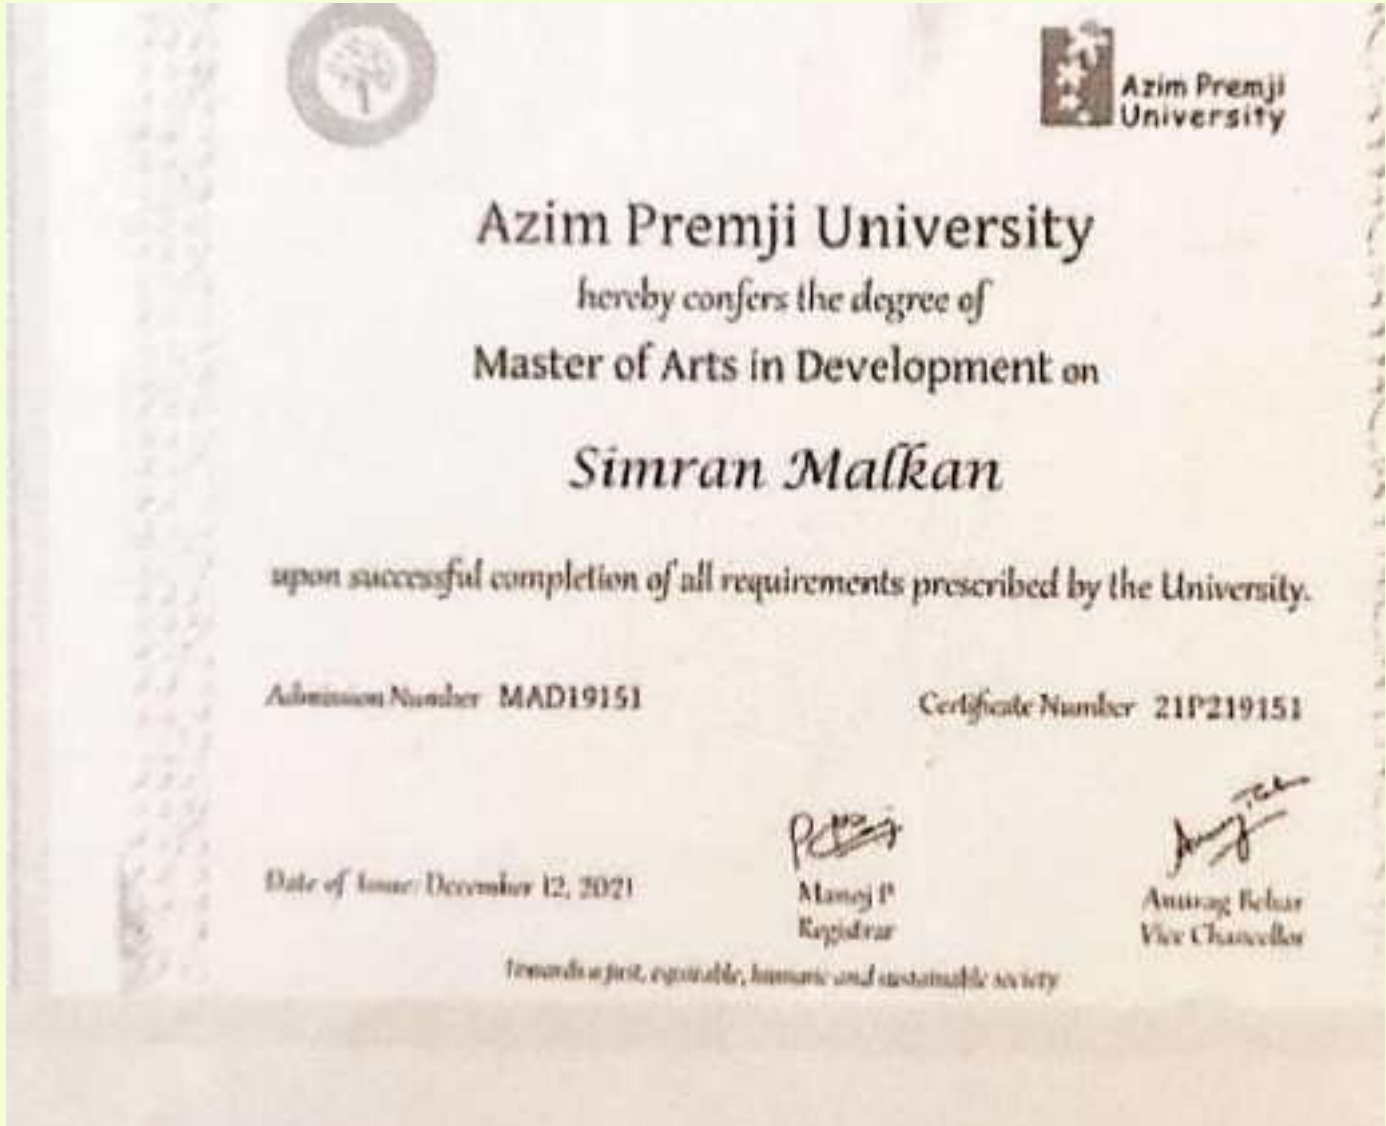 Azim Premji
University
Azim Premji University
hereby confers the degree of
Master of Arts in Development on
Simran Malkan
upon successful completion of all requirements prescribed by the University.
Admission Number MAD19151
Certificate Number 21P219151
Date of Issue: December 12, 2021
Manoj P
Registrar
Anurag Behar
Vice Chancellor
Towards a just, equitable, humane and sustainable society